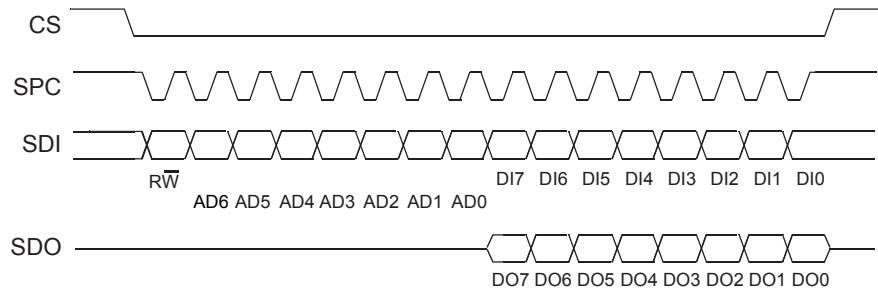 CS
SPC
SDI
RW̅
DI7 DI6 DI5 DI4 DI3 DI2 DI1 DI0
AD6 AD5 AD4 AD3 AD2 AD1 AD0
SDO
DO7 DO6 DO5 DO4 DO3 DO2 DO1 DO0